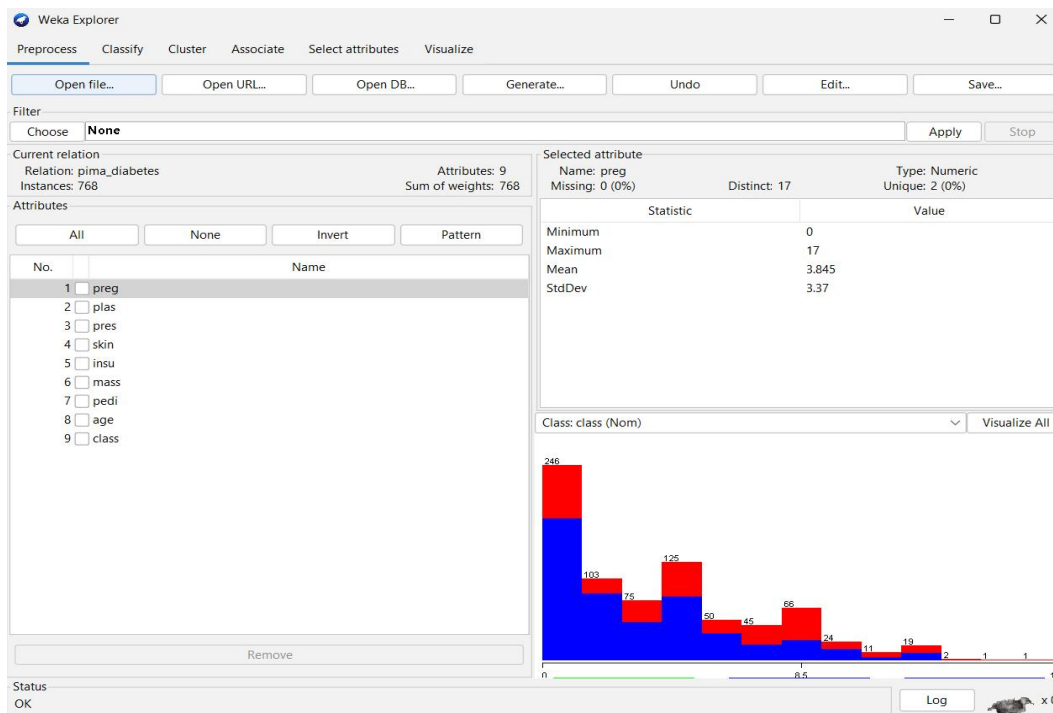 Weka Explorer
Preprocess Classify Cluster Associate Select attributes Visualize
Open file... Open URL... Open DB... Generate... Undo Edit... Save...
Filter
Choose None Apply Stop
Current relation
Relation: pima_diabetes Attributes: 9
Instances: 768 Sum of weights: 768
Selected attribute
Name: preg Type: Numeric
Missing: 0 (0%) Distinct: 17 Unique: 2 (0%)
Statistic Value
Minimum 0
Maximum 17
Mean 3.845
StdDev 3.37
Attributes
All None Invert Pattern
No. Name
1 preg
2 plas
3 pres
4 skin
5 insu
6 mass
7 pedi
8 age
9 class
Remove
Class: class (Nom) Visualize All
246
103
75
125
50
45
66
24
11
19
2
1
1
0 8.5 1
Status
OK
Log x 0